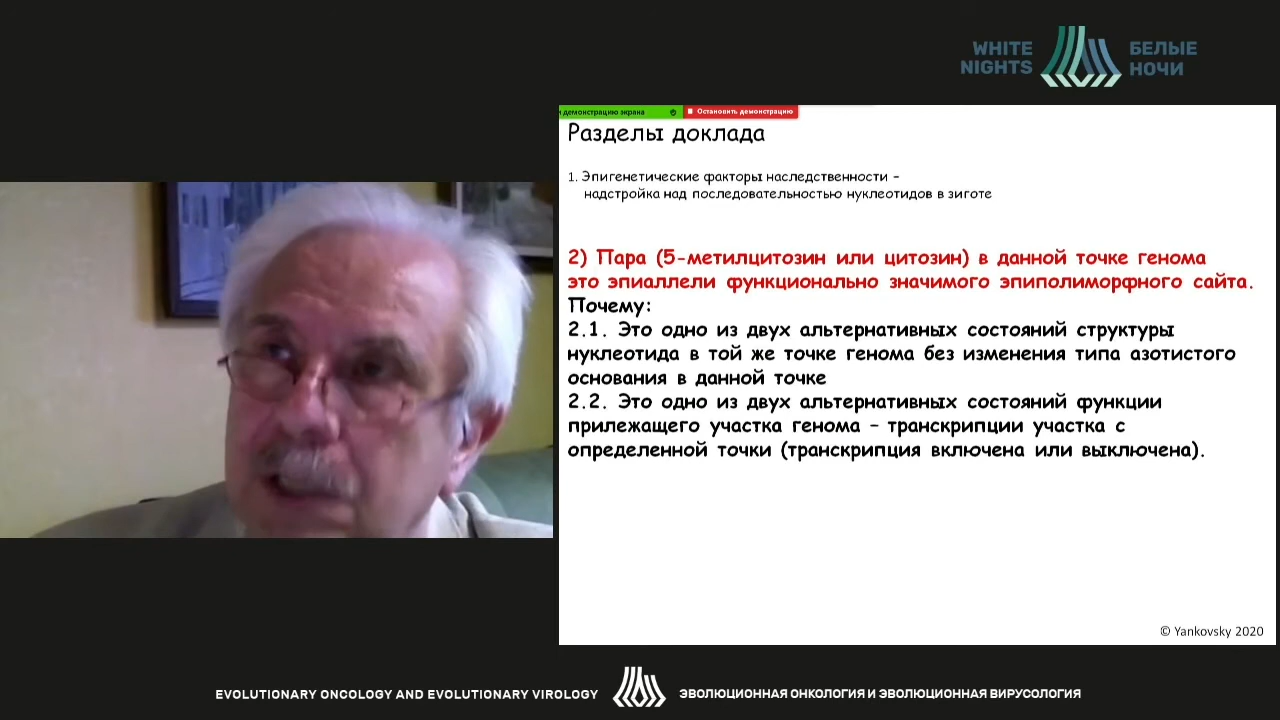 WHITE
NIGHTS
БЕЛЫЕ
НОЧИ
демонстрацию экрана
Остановить демонстрацию
Разделы доклада
1. Эпигенетические факторы наследственности –
надстройка над последовательностью нуклеотидов в зиготе
2) Пара (5-метилцитозин или цитозин) в данной точке генома
это эпиаллели функционально значимого эпиполиморфного сайта.
Почему:
2.1. Это одно из двух альтернативных состояний структуры
нуклеотида в той же точке генома без изменения типа азотистого
основания в данной точке
2.2. Это одно из двух альтернативных состояний функции
прилежащего участка генома – транскрипции участка с
определенной точки (транскрипция включена или выключена).
© Yankovsky 2020
EVOLUTIONARY ONCOLOGY AND EVOLUTIONARY VIROLOGY
ЭВОЛЮЦИОННАЯ ОНКОЛОГИЯ И ЭВОЛЮЦИОННАЯ ВИРУСОЛОГИЯ